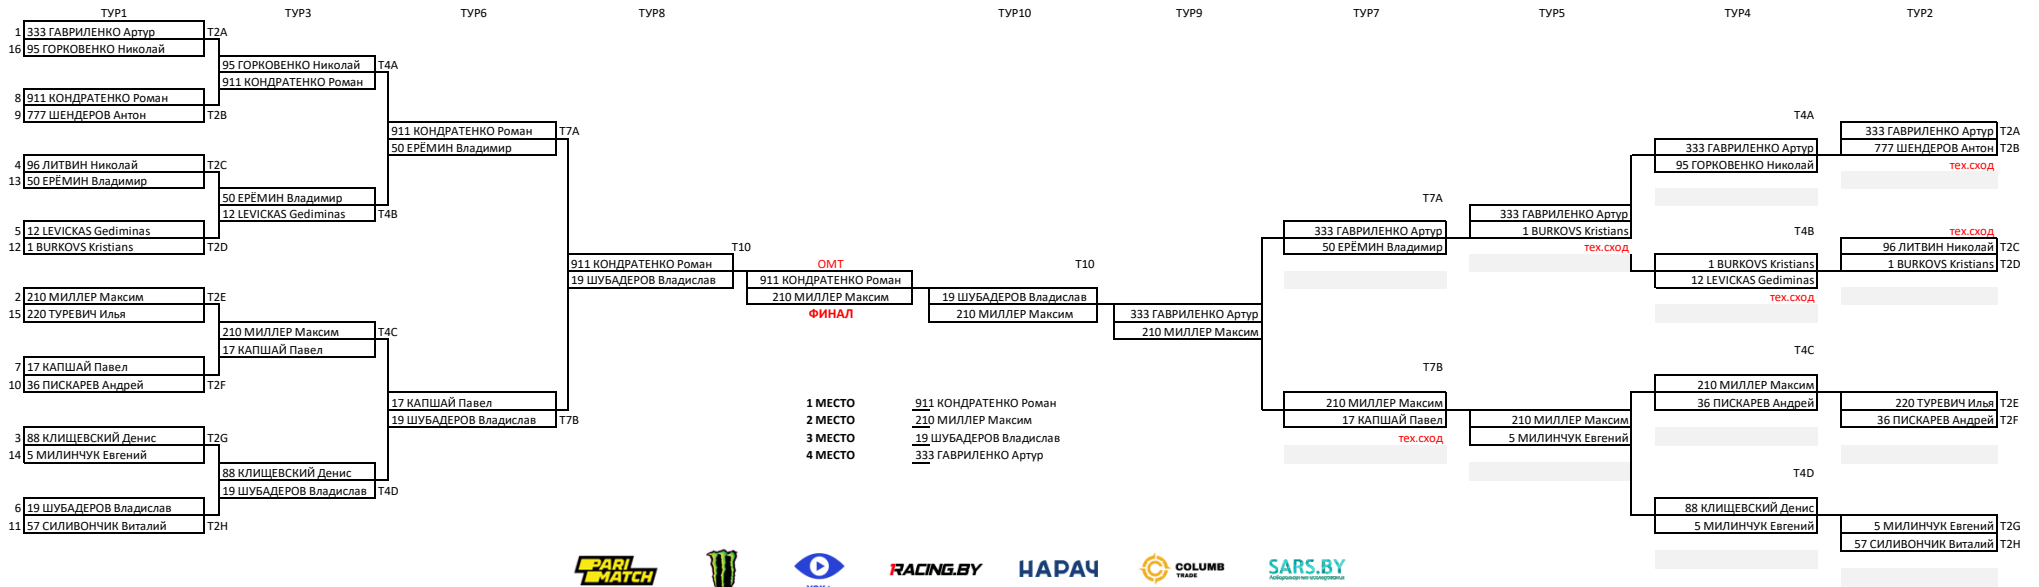 ТУР1 ТУР3 ТУР6 ТУР8 ТУР10 ТУР9 ТУР7 ТУР5 ТУР4 ТУР2
1 333 ГАВРИЛЕНКО Артур T2A
16 95 ГОРКОВЕНКО Николай
8 911 КОНДРАТЕНКО Роман
9 777 ШЕНДЕРОВ Антон T2B
4 96 ЛИТВИН Николай T2C
13 50 ЕРЁМИН Владимир
5 12 LEVICKAS Gediminas
12 1 BURKOVS Kristians T2D
2 210 МИЛЛЕР Максим T2E
15 220 ТУРЕВИЧ Илья
7 17 КАПШАЙ Павел
10 36 ПИСКАРЕВ Андрей T2F
3 88 КЛИЩЕВСКИЙ Денис T2G
14 5 МИЛИНЧУК Евгений
6 19 ШУБАДЕРОВ Владислав
11 57 СИЛИВОНЧИК Виталий T2H
95 ГОРКОВЕНКО Николай T4A
911 КОНДРАТЕНКО Роман
50 ЕРЁМИН Владимир
12 LEVICKAS Gediminas T4B
210 МИЛЛЕР Максим T4C
17 КАПШАЙ Павел
88 КЛИЩЕВСКИЙ Денис
19 ШУБАДЕРОВ Владислав T4D
911 КОНДРАТЕНКО Роман T7A
50 ЕРЁМИН Владимир
17 КАПШАЙ Павел
19 ШУБАДЕРОВ Владислав T7B
T10
911 КОНДРАТЕНКО Роман
19 ШУБАДЕРОВ Владислав
ОМТ
911 КОНДРАТЕНКО Роман
210 МИЛЛЕР Максим
ФИНАЛ
1 МЕСТО 911 КОНДРАТЕНКО Роман
2 МЕСТО 210 МИЛЛЕР Максим
3 МЕСТО 19 ШУБАДЕРОВ Владислав
4 МЕСТО 333 ГАВРИЛЕНКО Артур
T10
19 ШУБАДЕРОВ Владислав
210 МИЛЛЕР Максим
333 ГАВРИЛЕНКО Артур
210 МИЛЛЕР Максим
T7A
333 ГАВРИЛЕНКО Артур
50 ЕРЁМИН Владимир
T7B
210 МИЛЛЕР Максим
17 КАПШАЙ Павел
тех.сход
333 ГАВРИЛЕНКО Артур
1 BURKOVS Kristians
тех.сход
210 МИЛЛЕР Максим
5 МИЛИНЧУК Евгений
T4A
333 ГАВРИЛЕНКО Артур
95 ГОРКОВЕНКО Николай
T4B
1 BURKOVS Kristians
12 LEVICKAS Gediminas
тех.сход
T4C
210 МИЛЛЕР Максим
36 ПИСКАРЕВ Андрей
T4D
88 КЛИЩЕВСКИЙ Денис
5 МИЛИНЧУК Евгений
333 ГАВРИЛЕНКО Артур T2A
777 ШЕНДЕРОВ Антон T2B
тех.сход
тех.сход
96 ЛИТВИН Николай T2C
1 BURKOVS Kristians T2D
220 ТУРЕВИЧ Илья T2E
36 ПИСКАРЕВ Андрей T2F
5 МИЛИНЧУК Евгений T2G
57 СИЛИВОНЧИК Виталий T2H
PARI
MATCH
RACING.BY
НАРАЧ
COLUMB
TRADE
SARS.BY